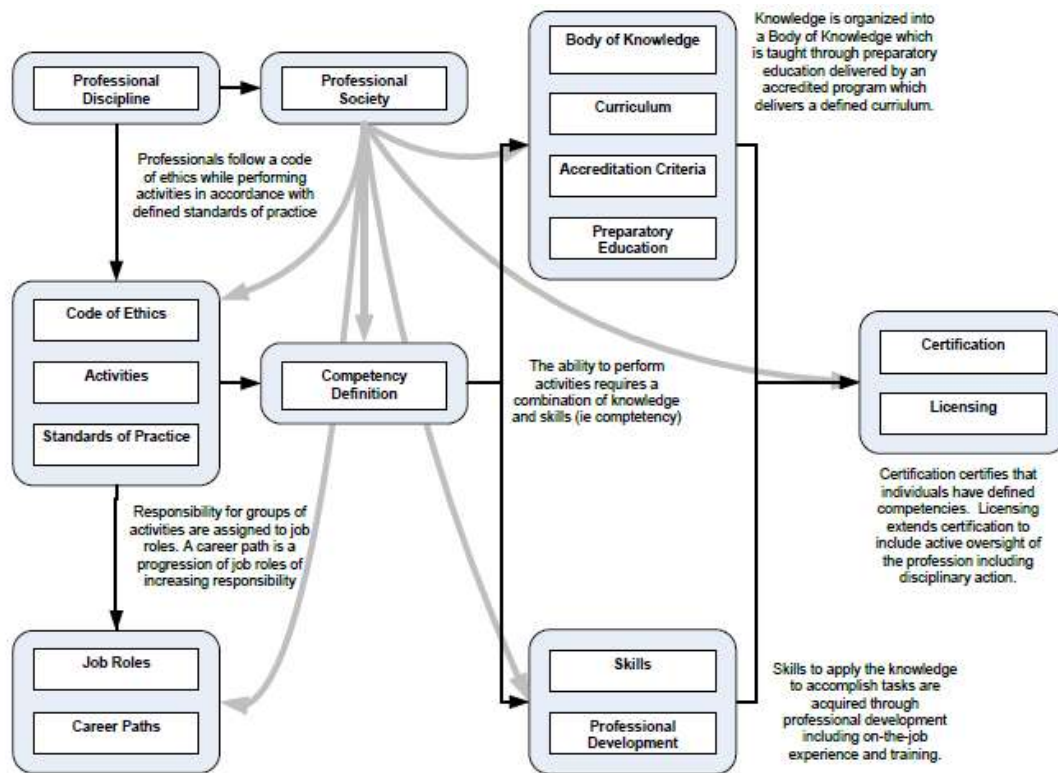 Body of Knowledge
Curriculum
Accreditation Criteria
Preparatory
Education
Knowledge is organized into
a Body of Knowledge which
is taught through preparatory
education delivered by an
accredited program which
delivers a defined curriulum.
Professional
Discipline
Professional
Society
Professionals follow a code
of ethics while performing
activities in accordance with
defined standards of practice
Code of Ethics
Activities
Standards of Practice
Competency
Definition
The ability to perform
activities requires a
combination of knowledge
and skills (ie comptetency)
Certification
Licensing
Certification certifies that
individuals have defined
competencies. Licensing
extends certification to
include active oversight of
the profession including
disciplinary action.
Responsibility for groups of
activities are assigned to job
roles. A career path is a
progression of job roles of
increasing responsibility
Job Roles
Career Paths
Skills
Professional
Development
Skills to apply the knowledge
to accomplish tasks are
acquired through
professional development
including on-the-job
experience and training.